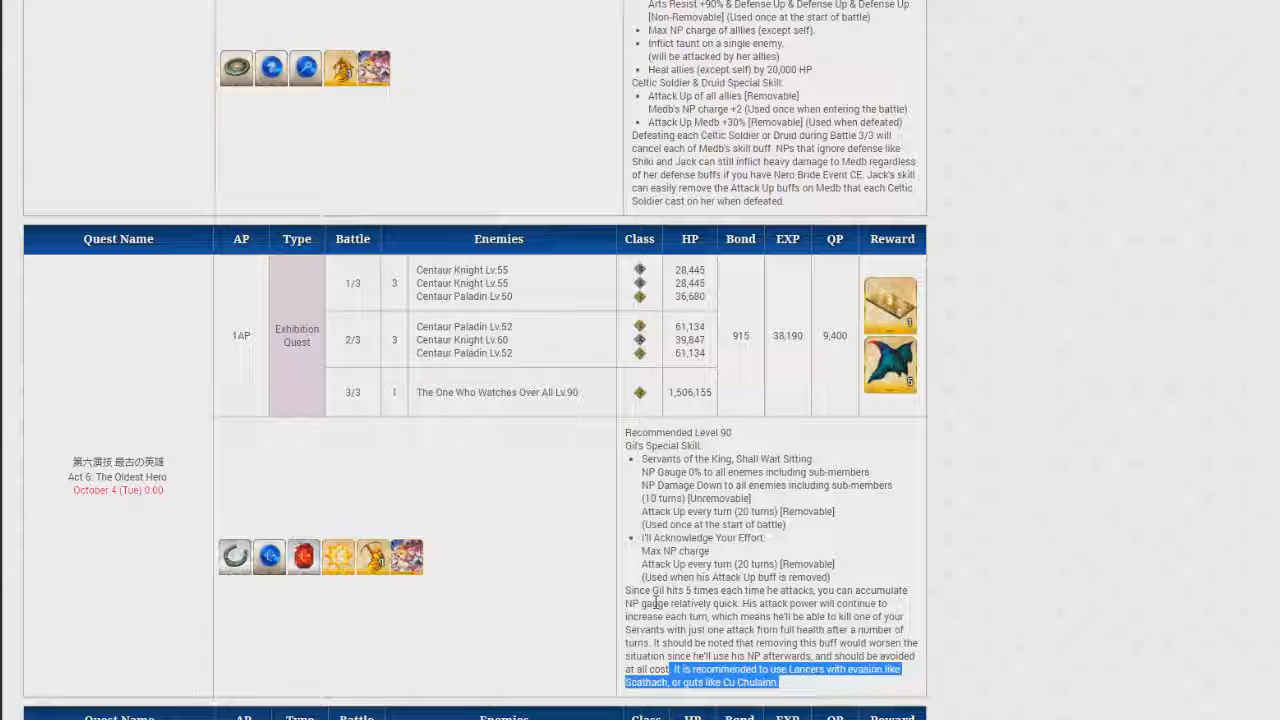 Arts Resist +90% & Defense Up & Defense Up & Defense Up
[Non-Removable] (Used once at the start of battle)
Max NP charge of allies (except self).
Inflict taunt on a single enemy.
(will be attacked by her allies)
Heal allies (except self) by 20,000 HP
Celtic Soldier & Druid Special Skill:
Attack Up of all allies [Removable]
Medb's NP charge +2 (Used once when entering the battle)
Attack Up Medb +30% [Removable] (Used when defeated)
Defeating each Celtic Soldier or Druid during Battle 3/3 will
cancel each of Medb's skill buff NPs that ignore defense like
Shiki and Jack can still inflict heavy damage to Medb regardless
of her defense buffs if you have Nero Bride Event CE. Jack's skill
can easily remove the Attack Up buffs on Medb that each Celtic
Soldier cast on her when defeated.
Quest Name AP Type Battle Enemies Class HP Bond EXP QP Reward
1AP Exhibition Quest
1/3 3
Centaur Knight Lv.55 28,445
Centaur Knight Lv.55 28,445
Centaur Paladin Lv.60 36,680
2/3 3
Centaur Paladin Lv.52 61,134
Centaur Knight Lv.60 39,847
Centaur Paladin Lv.52 61,134
3/3 1 The One Who Watches Over All Lv.90 1,506,155
915 38,190 9,400
1
5
第六演技 最古の英雄
Act 6: The Oldest Hero
October 4 (Tue) 0:00
Recommended Level 90
Gil's Special Skill:
Servants of the King, Shall Wait Sitting
NP Gauge 0% to all enemies including sub-members
NP Damage Down to all enemies including sub-members
(10 turns) [Unremovable]
Attack Up every turn (20 turns) [Removable]
(Used once at the start of battle)
I'll Acknowledge Your Effort.
Max NP charge
Attack Up every turn (20 turns) [Removable]
(Used when his Attack Up buff is removed)
Since Gil hits 5 times each time he attacks, you can accumulate
NP gauge relatively quick. His attack power will continue to
increase each turn, which means he'll be able to kill one of your
Servants with just one attack from full health after a number of
turns. It should be noted that removing this buff would worsen the
situation since he'll use his NP afterwards, and should be avoided
at all cost. It is recommended to use Lancers with evasion like
Scathach, or guts like Cu Chulainn.
Quest Name AP Type Battle Enemies Class HP Bond EXP QP Reward